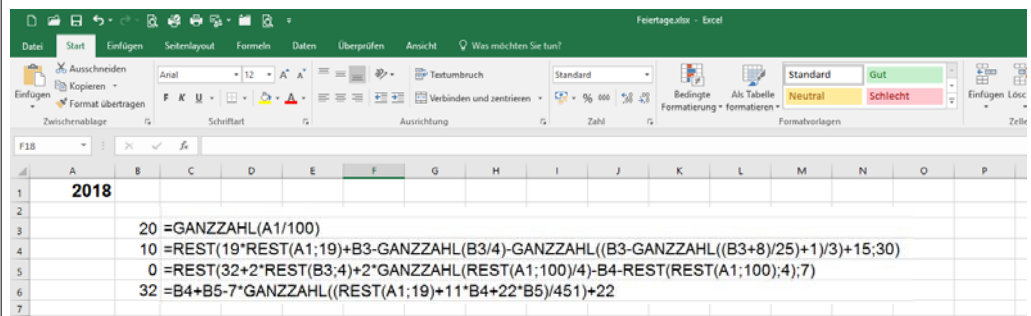 Feiertage.xlsx - Excel
Datei Start Einfügen Seitenlayout Formeln Daten Überprüfen Ansicht Was möchten Sie tun?
Einfügen
Ausschneiden
Kopieren
Format übertragen
Zwischenablage
Arial 12
F K U
Schriftart
Textumbruch
Verbinden und zentrieren
Ausrichtung
Standard
% 000
Zahl
Bedingte Formatierung
Als Tabelle formatieren
Standard Gut
Neutral Schlecht
Formatvorlagen
Einfügen Lösc
Zelle
F18 fx
A B C D E F G H I J K L M N O P
1 2018
2
3 20 =GANZZAHL(A1/100)
4 10 =REST(19*REST(A1;19)+B3-GANZZAHL(B3/4)-GANZZAHL((B3-GANZZAHL((B3+8)/25)+1)/3)+15;30)
5 0 =REST(32+2*REST(B3;4)+2*GANZZAHL(REST(A1;100)/4)-B4-REST(REST(A1;100);4);7)
6 32 =B4+B5-7*GANZZAHL((REST(A1;19)+11*B4+22*B5)/451)+22
7